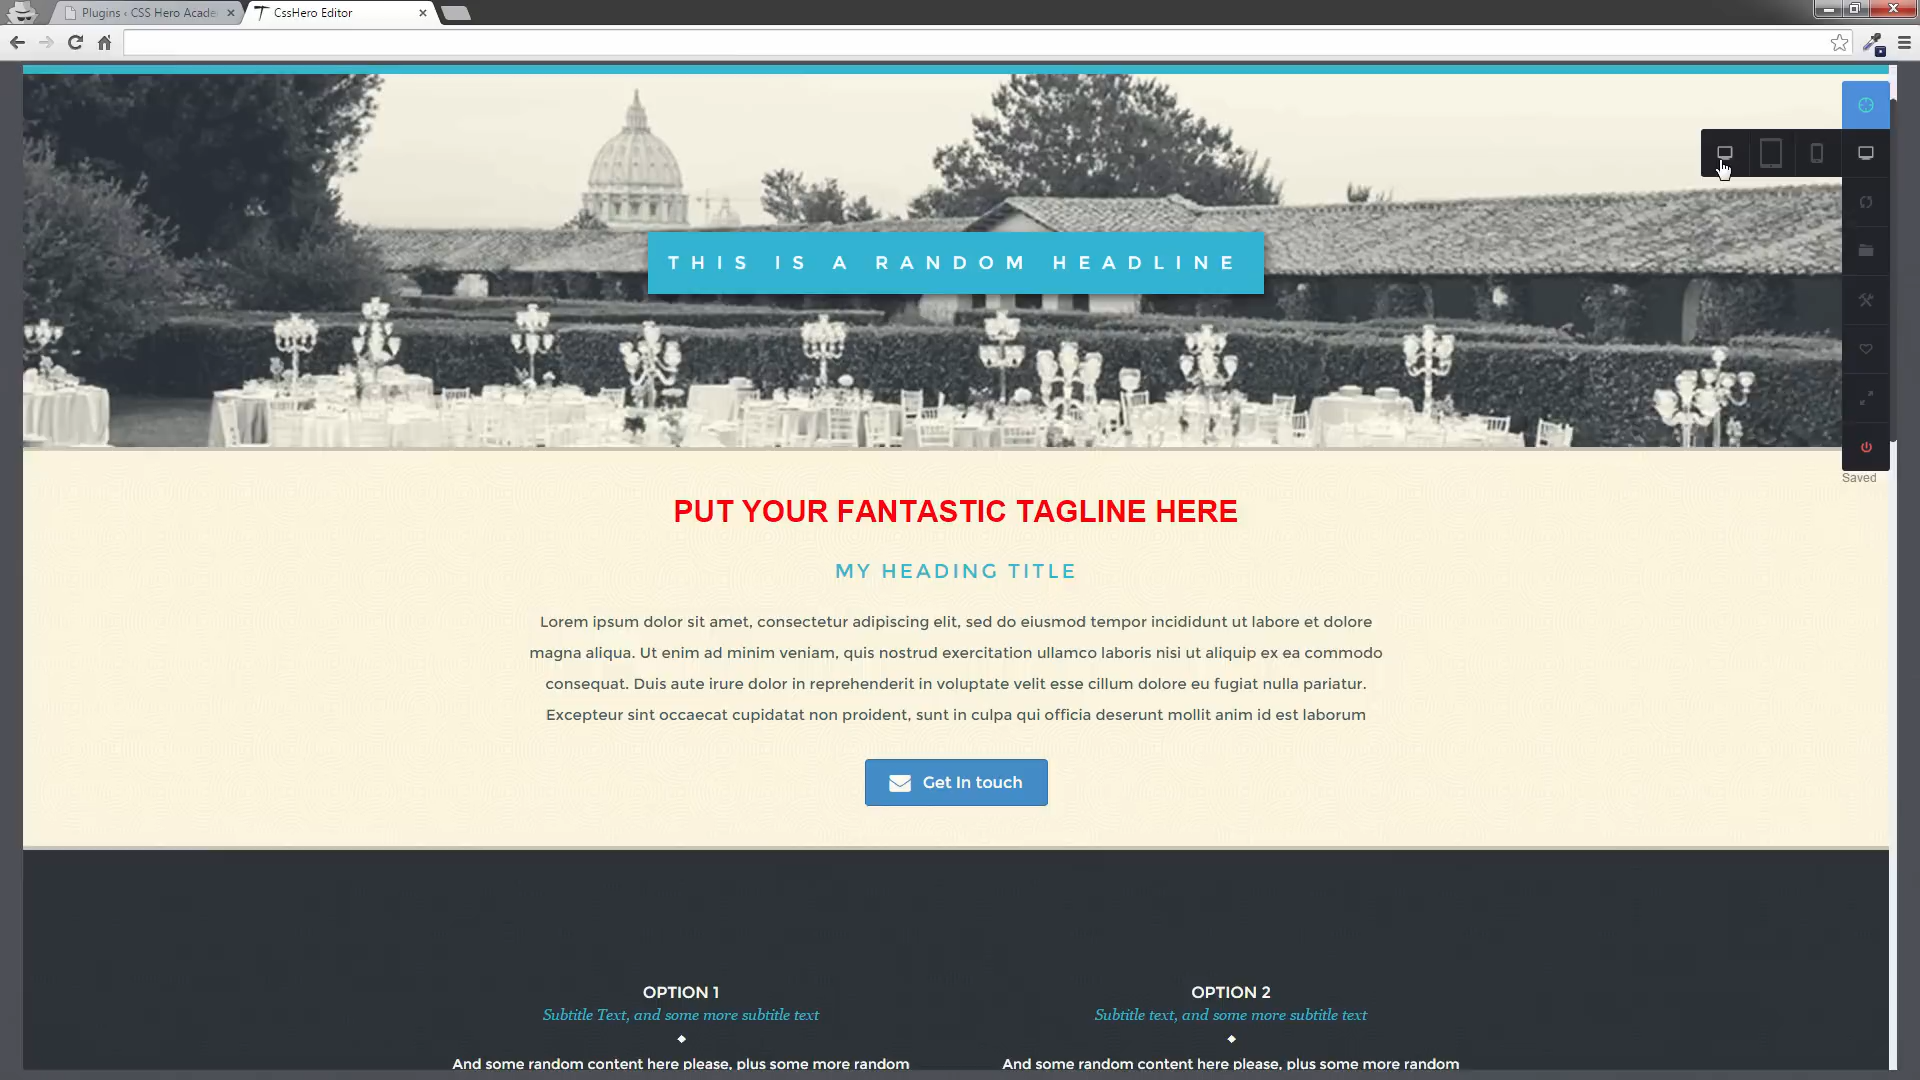 Plugins ‹ CSS Hero Acade
CssHero Editor
THIS IS A RANDOM HEADLINE
Saved
PUT YOUR FANTASTIC TAGLINE HERE
MY HEADING TITLE
Lorem ipsum dolor sit amet, consectetur adipiscing elit, sed do eiusmod tempor incididunt ut labore et dolore
magna aliqua. Ut enim ad minim veniam, quis nostrud exercitation ullamco laboris nisi ut aliquip ex ea commodo
consequat. Duis aute irure dolor in reprehenderit in voluptate velit esse cillum dolore eu fugiat nulla pariatur.
Excepteur sint occaecat cupidatat non proident, sunt in culpa qui officia deserunt mollit anim id est laborum
Get In touch
OPTION 1
Subtitle Text, and some more subtitle text
And some random content here please, plus some more random
OPTION 2
Subtitle text, and some more subtitle text
And some random content here please, plus some more random